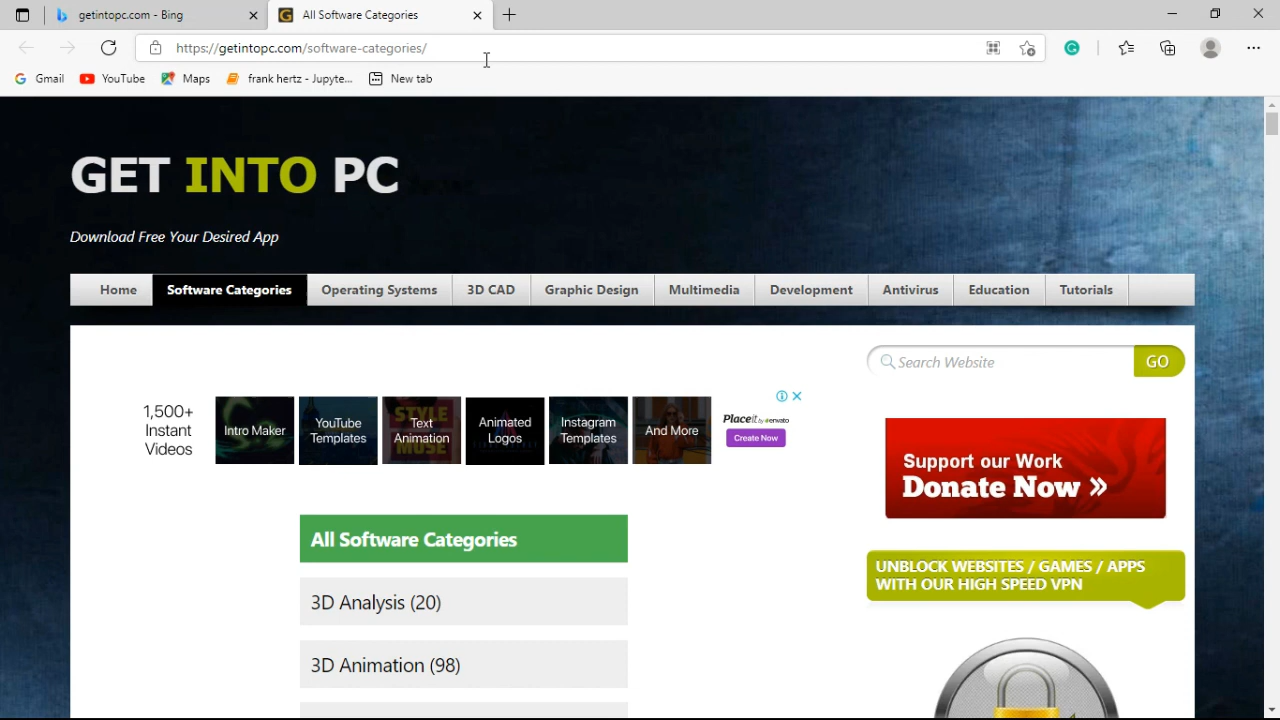 getintopc.com - Bing
All Software Categories
https://getintopc.com/software-categories/
Gmail
YouTube
Maps
frank hertz - Jupyte...
New tab
GET INTO PC
Download Free Your Desired App
Home
Software Categories
Operating Systems
3D CAD
Graphic Design
Multimedia
Development
Antivirus
Education
Tutorials
Search Website
GO
1,500+
Instant
Videos
Intro Maker
YouTube
Templates
STYLE
MUSE
Text
Animation
Animated
Logos
Instagram
Templates
And More
Placeit by envato
Create Now
Support our Work
Donate Now »
All Software Categories
3D Analysis (20)
3D Animation (98)
UNBLOCK WEBSITES / GAMES / APPS
WITH OUR HIGH SPEED VPN